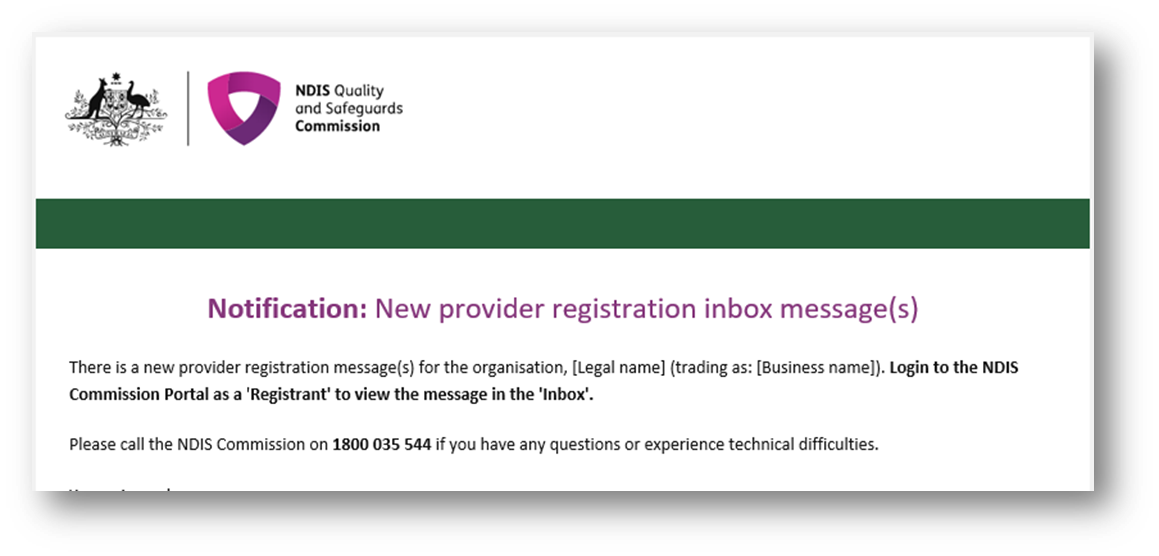 NDIS Quality
and Safeguards
Commission
Notification: New provider registration inbox message(s)
There is a new provider registration message(s) for the organisation, [Legal name] (trading as: [Business name]). Login to the NDIS
Commission Portal as a 'Registrant' to view the message in the 'Inbox'.
Please call the NDIS Commission on 1800 035 544 if you have any questions or experience technical difficulties.